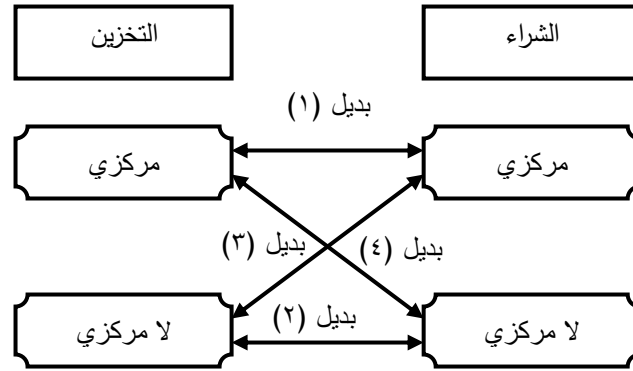 الشراء
التخزين
بديل (١)
مركزي
مركزي
بديل (٤)
بديل (٣)
بديل (٢)
لا مركزي
لا مركزي